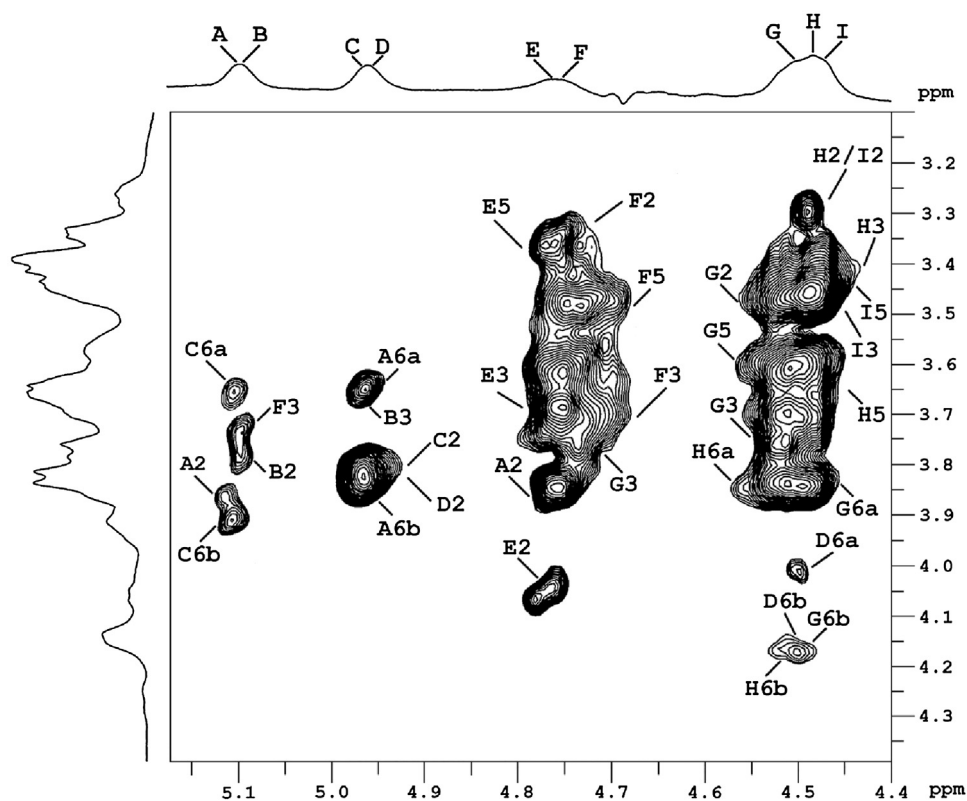 A B C D E F G H I
ppm
H2/I2
3.2
E5 F2 3.3
H3
G2 3.4
F5 I5
3.5
G5 I3
C6a A6a 3.6
E3 F3
F3 B3 G3 H5
3.7
C2 H6a
A2 B2 A2 G3 3.8
D2 G6a
C6b A6b 3.9
E2 D6a
4.0
D6b G6b
4.1
H6b 4.2
4.3
5.1 5.0 4.9 4.8 4.7 4.6 4.5 4.4 ppm